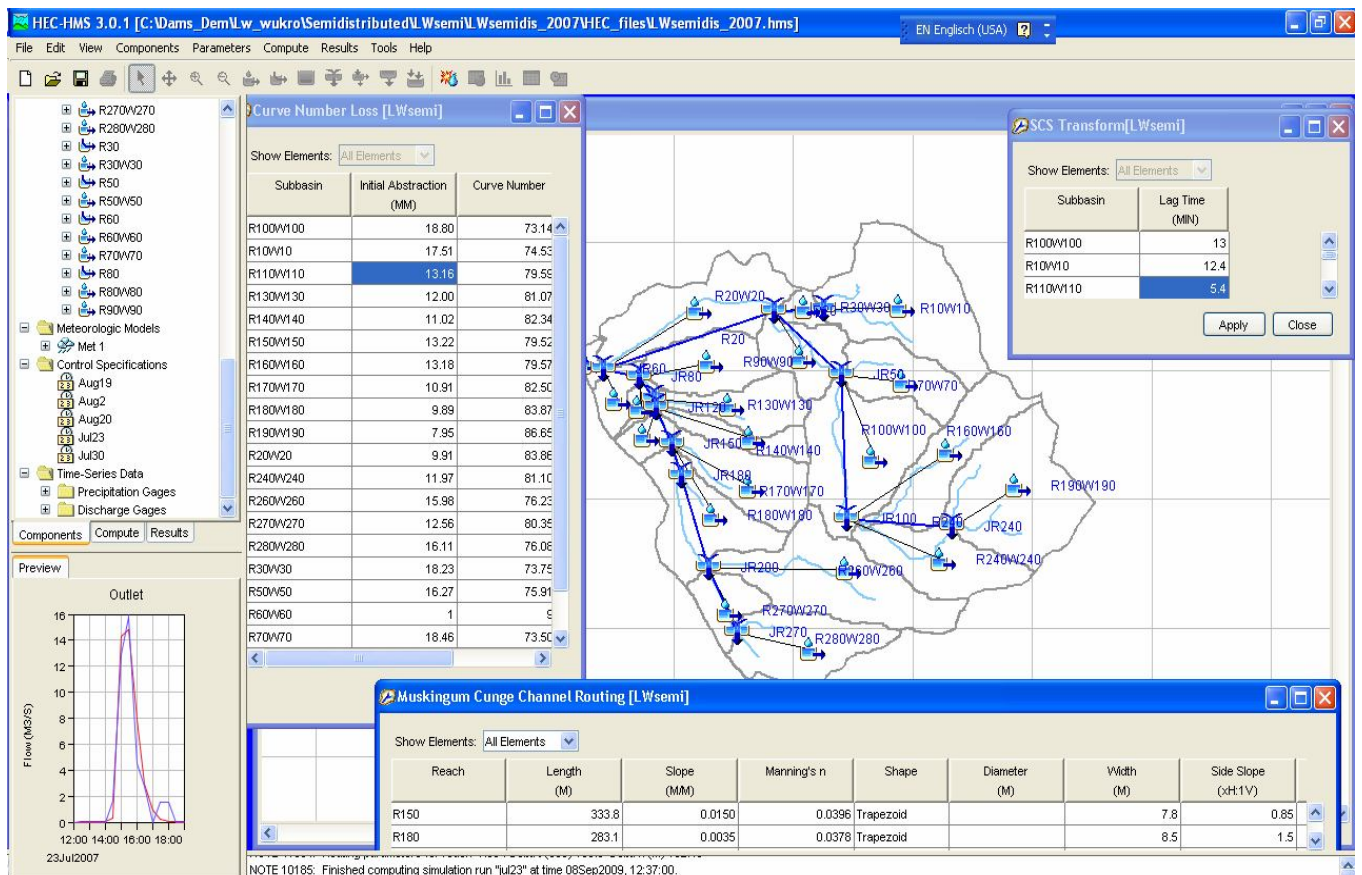 HEC-HMS 3.0.1 [C:\Dams_Dem\Lw_wukro\Semidistributed\LWsemi\LWsemidis_2007\HEC_files\LWsemidis_2007.hms]
EN Englisch (USA)
File Edit View Components Parameters Compute Results Tools Help
R270W270
R280W280
R30
R30W30
R50
R50W50
R60
R60W60
R70W70
R80
R80W80
R90W90
Meteorologic Models
Met 1
Control Specifications
Aug19
Aug2
Aug20
Jul23
Jul30
Time-Series Data
Precipitation Gages
Discharge Gages
Components Compute Results
Preview
Outlet
Flow (M3/S)
16
14
12
10
8
6
4
2
0
12:00 14:00 16:00 18:00
23Jul2007
Curve Number Loss [LWsemi]
Show Elements: All Elements
Subbasin Initial Abstraction (MM) Curve Number
R100W100 18.80 73.14
R10W10 17.51 74.53
R110W110 13.16 79.59
R130W130 12.00 81.07
R140W140 11.02 82.34
R150W150 13.22 79.52
R160W160 13.18 79.57
R170W170 10.91 82.50
R180W180 9.89 83.87
R190W190 7.95 86.65
R20W20 9.91 83.86
R240W240 11.97 81.10
R260W260 15.98 76.23
R270W270 12.56 80.35
R280W280 16.11 76.08
R30W30 18.23 73.75
R50W50 16.27 75.91
R60W60 1 9
R70W70 18.46 73.50
SCS Transform[LWsemi]
Show Elements: All Elements
Subbasin Lag Time
(MIN)
R100W100 13
R10W10 12.4
R110W110 5.4
Apply Close
R20W20
R30W30
R10W10
R20
R90W90
JR50
R70W70
JR60
JR80
JR120
R130W130
R100W100
R160W160
JR150
R140W140
JR180
R170W170
R190W190
R180W180
JR100
JR240
R240W240
JR200
R260W260
R270W270
JR270
R280W280
Muskingum Cunge Channel Routing [LWsemi]
Show Elements: All Elements
Reach Length Slope Manning's n Shape Diameter Width Side Slope
(M) (M/M) (M) (M) (xH:1V)
R150 333.8 0.0150 0.0396 Trapezoid 7.8 0.85
R180 283.1 0.0035 0.0378 Trapezoid 8.5 1.5
NOTE 10185: Finished computing simulation run "jul23" at time 08Sep2009, 12:37:00.